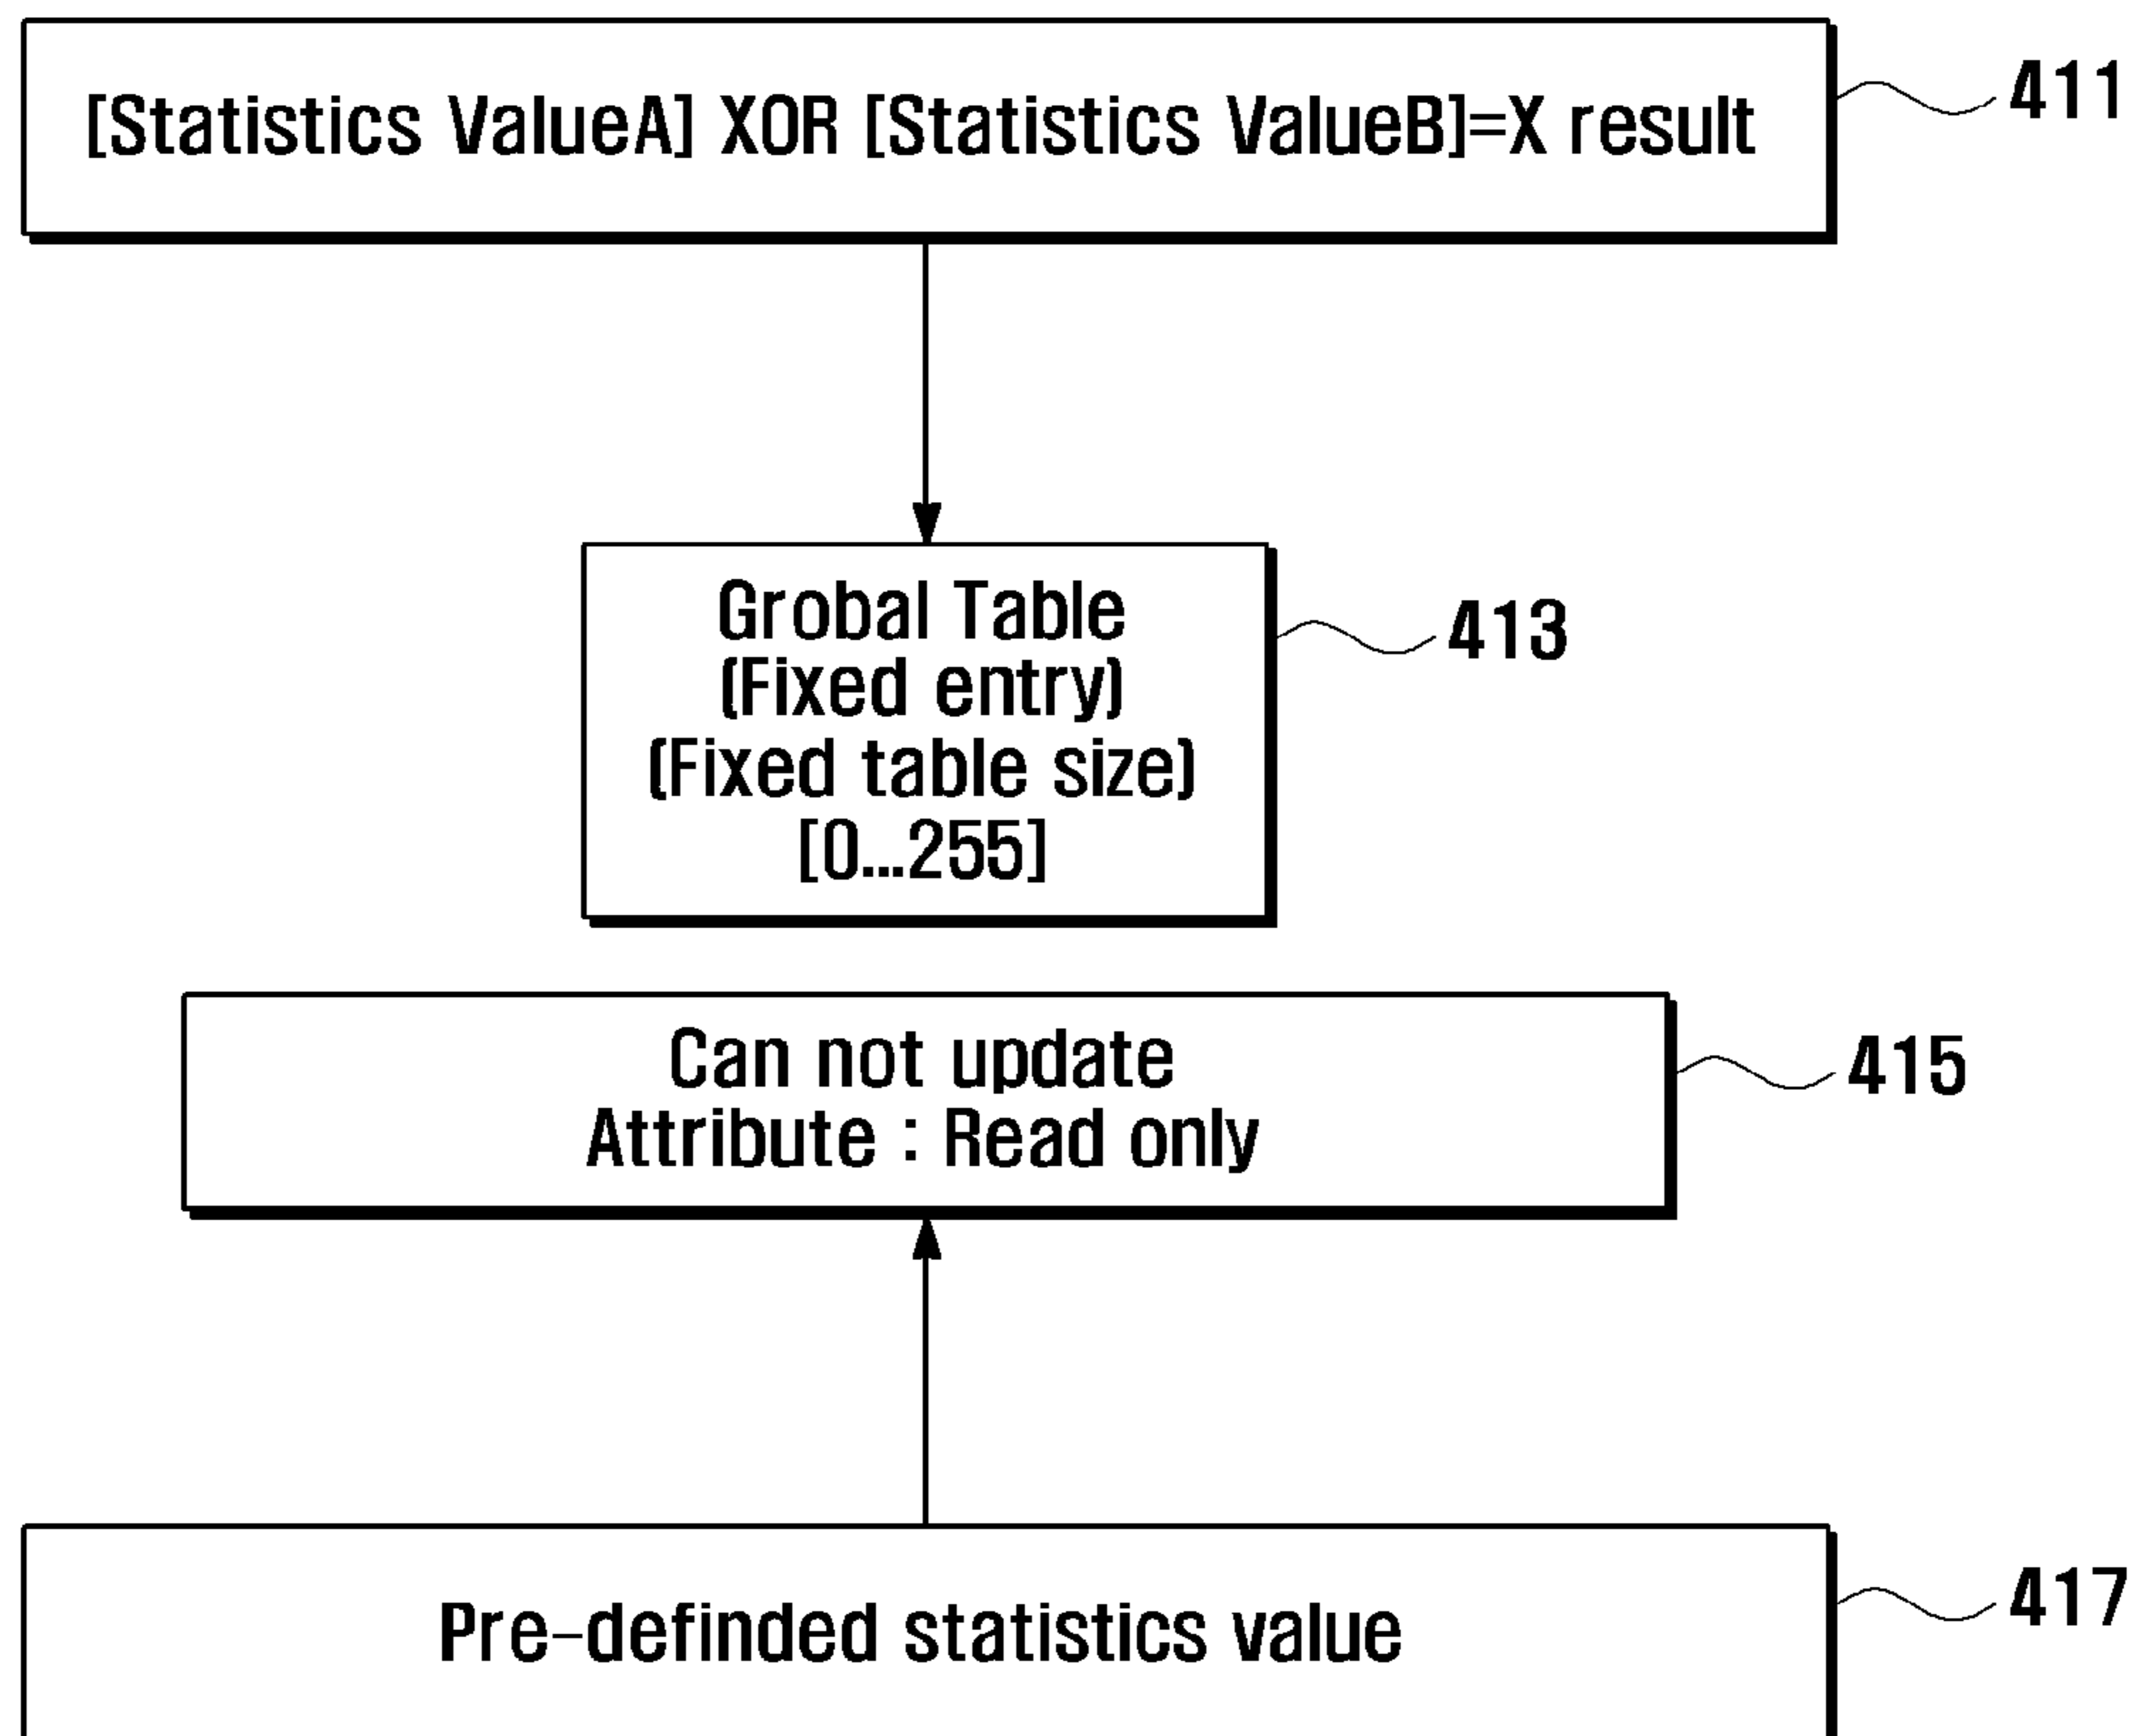 [Statistics ValueA] XOR [Statistics ValueB]=X result
411
Grobal Table
(Fixed entry)
(Fixed table size)
[0...255]
413
Can not update
Attribute : Read only
415
Pre-definded statistics value
417